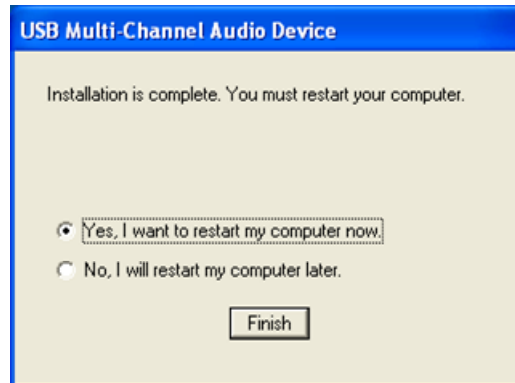 USB Multi-Channel Audio Device
Installation is complete. You must restart your computer.
Yes, I want to restart my computer now.
No, I will restart my computer later.
Finish